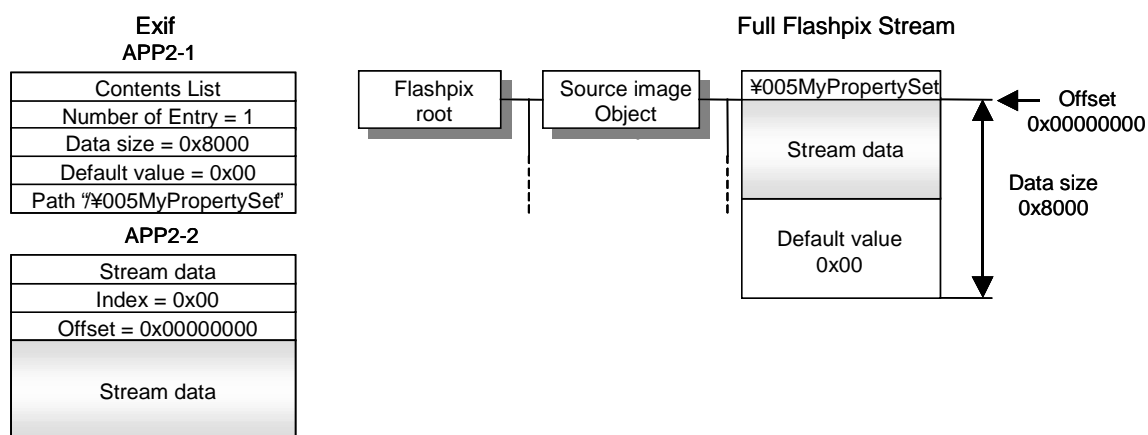 Exif
APP2-1
Contents List
Number of Entry = 1
Data size = 0x8000
Default value = 0x00
Path "/¥005MyPropertySet"
APP2-2
Stream data
Index = 0x00
Offset = 0x00000000
Stream data
Full Flashpix Stream
Flashpix
root
Source image
Object
¥005MyPropertySet
Stream data
Default value
0x00
Offset
0x00000000
Data size
0x8000